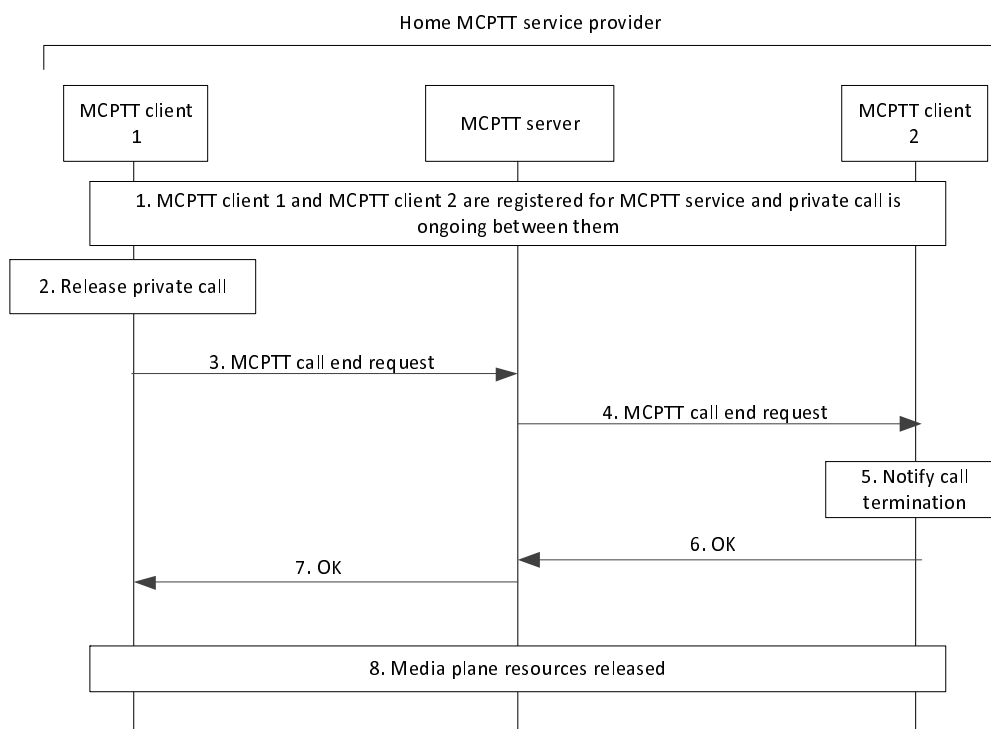 Home MCPTT service provider
MCPTT client
1
MCPTT server
MCPTT client
2
1. MCPTT client 1 and MCPTT client 2 are registered for MCPTT service and private call is
ongoing between them
2. Release private call
3. MCPTT call end request
4. MCPTT call end request
5. Notify call
termination
6. OK
7. OK
8. Media plane resources released